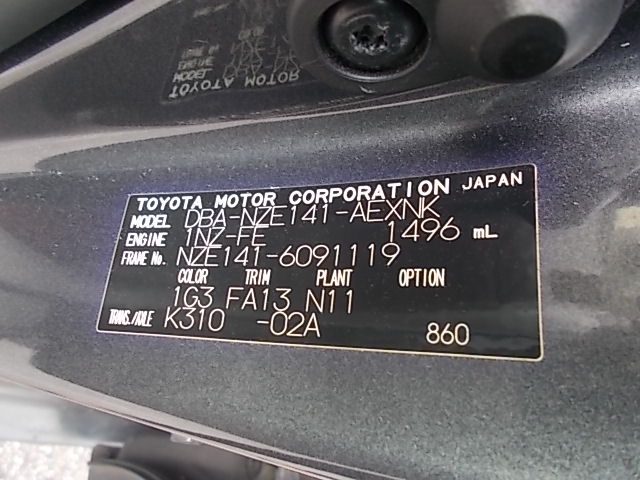 TOYOTA MOTOR CORPORATION JAPAN
MODEL DBA-NZE141-AEXNK
ENGINE 1NZ-FE 1496 mL
FRAME No. NZE141-6091119
COLOR TRIM PLANT OPTION
1G3 FA13 N11
TRANS./AXLE K310 -02A 860